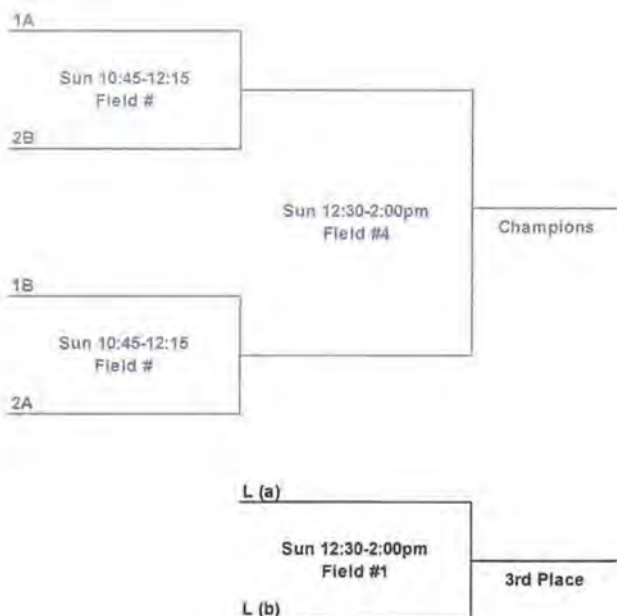 1A
Sun 10:45-12:15
Field #
2B
Sun 12:30-2:00pm
Field #4
Champions
1B
Sun 10:45-12:15
Field #
2A
L (a)
Sun 12:30-2:00pm
Field #1
3rd Place
L (b)